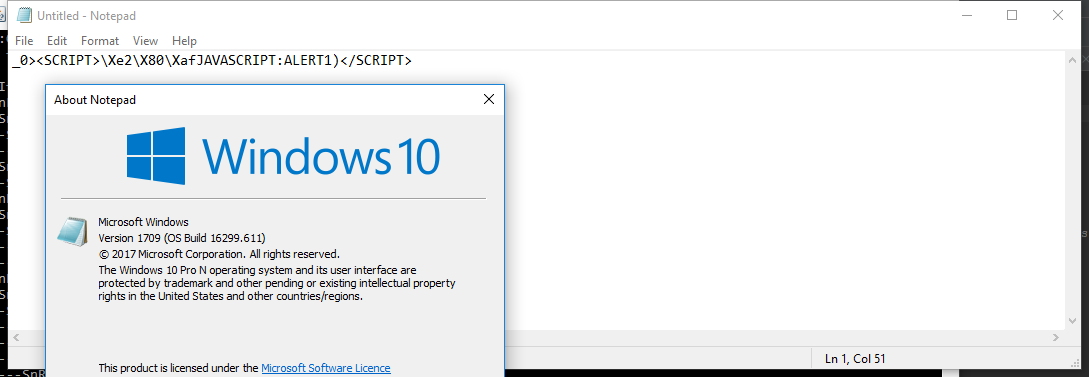 Untitled - Notepad
File Edit Format View Help
_0><SCRIPT>\Xe2\X80\XafJAVASCRIPT:ALERT1)</SCRIPT>
About Notepad
Windows 10
Microsoft Windows
Version 1709 (OS Build 16299.611)
© 2017 Microsoft Corporation. All rights reserved.
The Windows 10 Pro N operating system and its user interface are
protected by trademark and other pending or existing intellectual property
rights in the United States and other countries/regions.
Ln 1, Col 51
This product is licensed under the Microsoft Software Licence